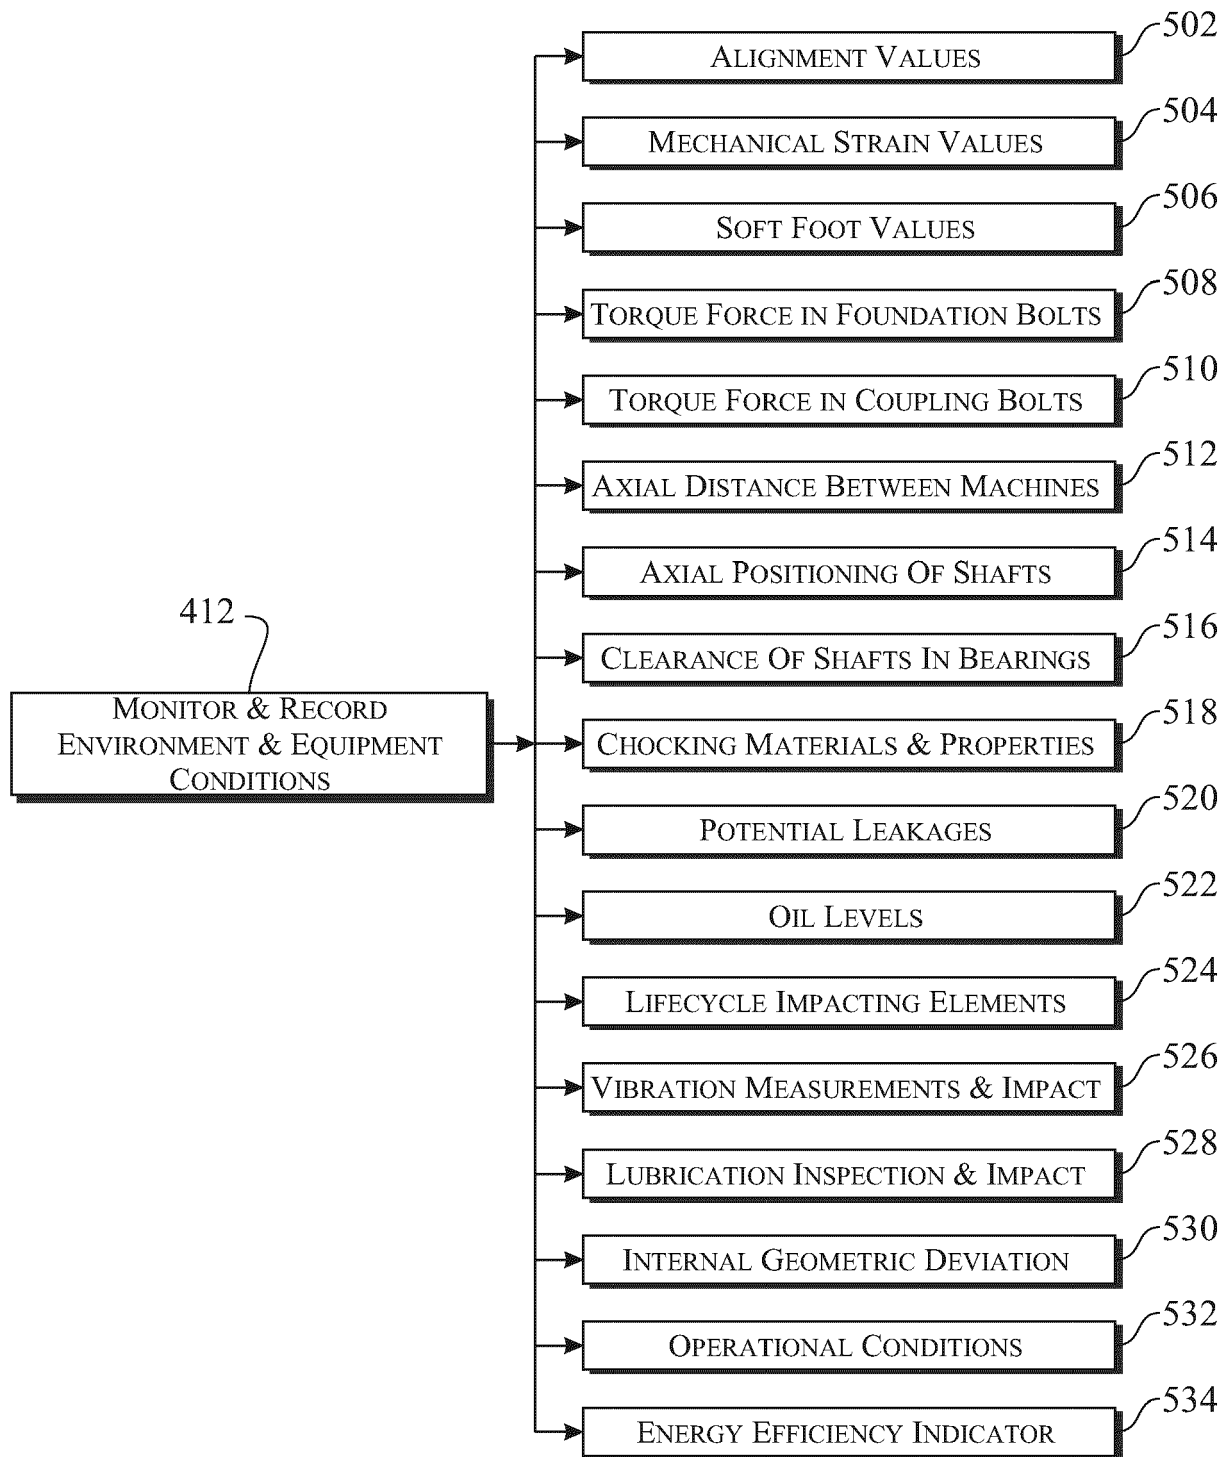 ALIGNMENT VALUES 502
MECHANICAL STRAIN VALUES 504
SOFT FOOT VALUES 506
TORQUE FORCE IN FOUNDATION BOLTS 508
TORQUE FORCE IN COUPLING BOLTS 510
AXIAL DISTANCE BETWEEN MACHINES 512
AXIAL POSITIONING OF SHAFTS 514
412
MONITOR & RECORD
ENVIRONMENT & EQUIPMENT
CONDITIONS
CLEARANCE OF SHAFTS IN BEARINGS 516
CHOCKING MATERIALS & PROPERTIES 518
POTENTIAL LEAKAGES 520
OIL LEVELS 522
LIFECYCLE IMPACTING ELEMENTS 524
VIBRATION MEASUREMENTS & IMPACT 526
LUBRICATION INSPECTION & IMPACT 528
INTERNAL GEOMETRIC DEVIATION 530
OPERATIONAL CONDITIONS 532
ENERGY EFFICIENCY INDICATOR 534